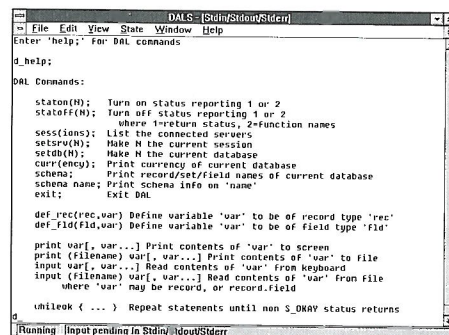 DALS - [Stdin/Stdout/Stderr]
File Edit View State Window Help
Enter 'help;' for DAL commands
d_help;
DAL Commands:
staton(N); Turn on status reporting 1 or 2
statoff(N); Turn off status reporting 1 or 2
where 1=return status, 2=function names
sess(ions); List the connected servers
setsrv(N); Make N the current session
setdb(N); Make N the current database
curr(ency); Print currency of current database
schema; Print record/set/field names of current database
schema name; Print schema info on 'name'
exit; Exit DAL
def_rec(rec,var) Define variable 'var' to be of record type 'rec'
def_fld(fld,var) Define variable 'var' to be of field type 'fld'
print var[, var...] Print contents of 'var' to screen
print (filename) var[, var...] Print contents of 'var' to file
input var[, var...] Read contents of 'var' from keyboard
input (filename) var[, var...] Read contents of 'var' from file
where 'var' may be record, or record.field
whileok { ... } Repeat statements until non S_OKAY status returns
d_
Running Input pending in Stdin/Stdout/Stderr